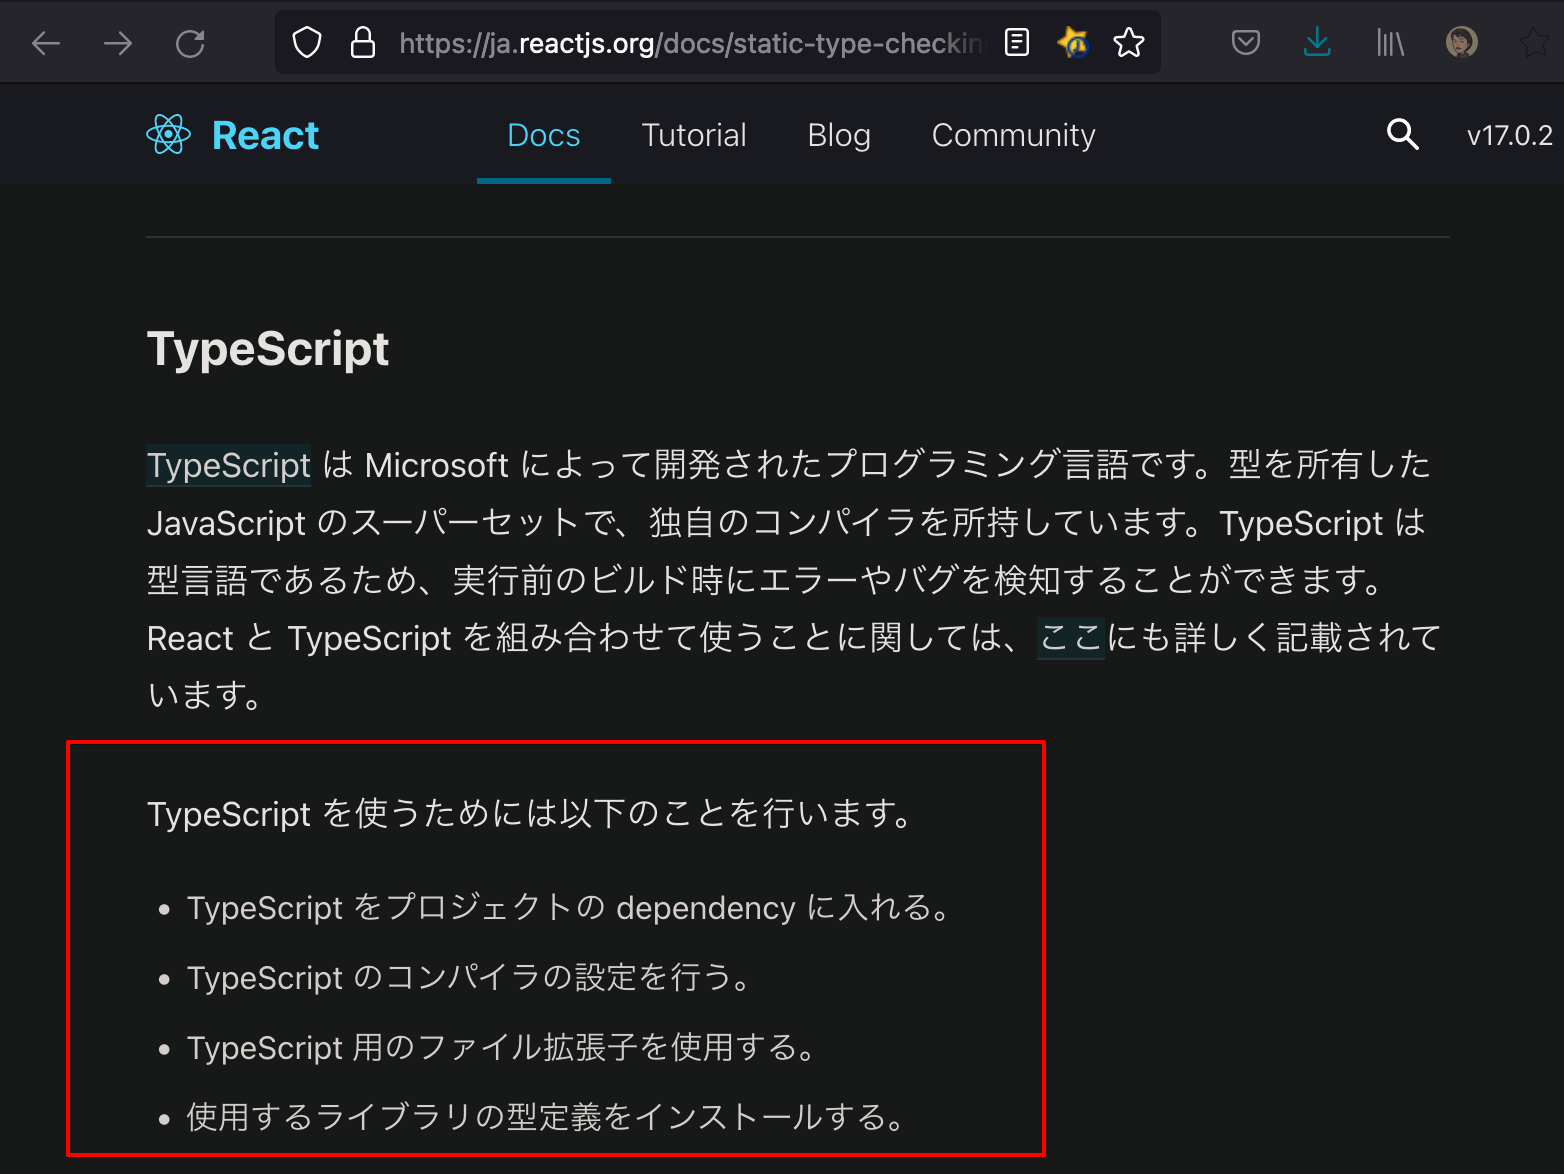 https://ja.reactjs.org/docs/static-type-checkin
React Docs Tutorial Blog Community v17.0.2
TypeScript
TypeScript は Microsoft によって開発されたプログラミング言語です。型を所有した
JavaScript のスーパーセットで、独自のコンパイラを所持しています。TypeScript は
型言語であるため、実行前のビルド時にエラーやバグを検知することができます。
React と TypeScript を組み合わせて使うことに関しては、ここにも詳しく記載されて
います。
TypeScript を使うためには以下のことを行います。
• TypeScript をプロジェクトの dependency に入れる。
• TypeScript のコンパイラの設定を行う。
• TypeScript 用のファイル拡張子を使用する。
• 使用するライブラリの型定義をインストールする。